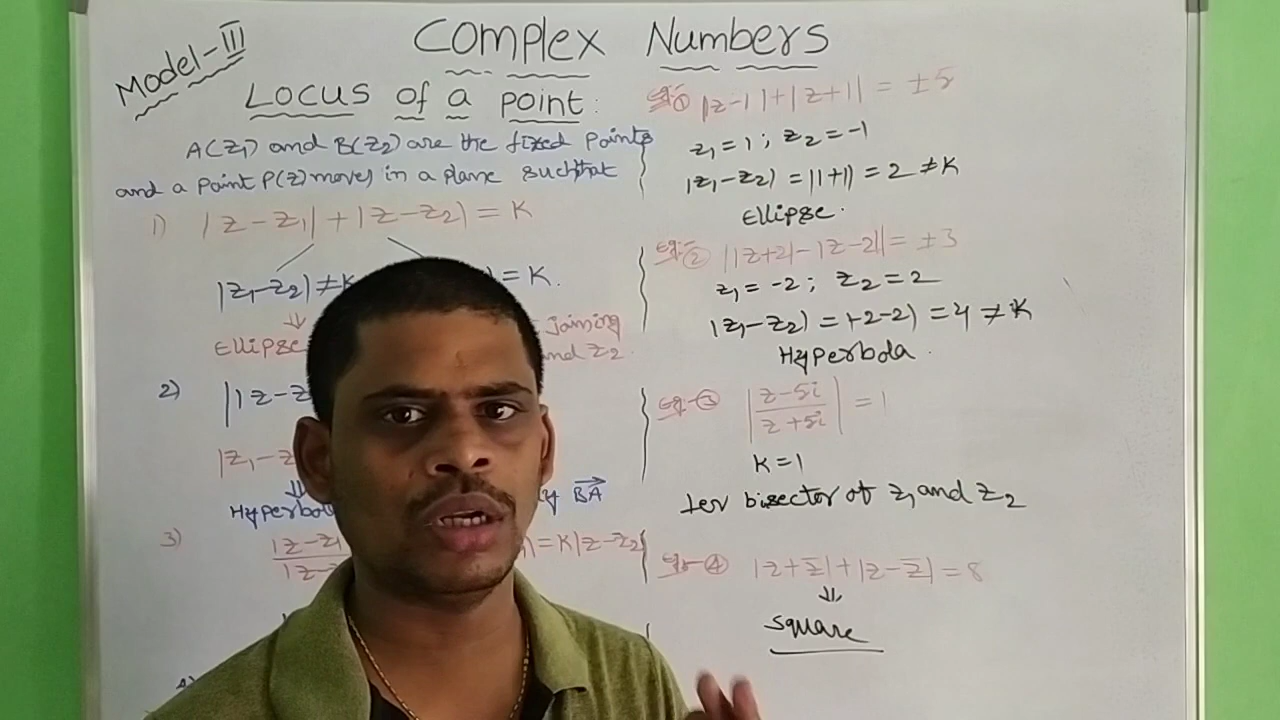 Model-III
Complex Numbers
Locus of a point:
A(z₁) and B(z₂) are the fixed points
and a point P(z) moves in a plane such that
1) |z-z₁| + |z-z₂| = K
|z₁-z₂| ≠ K
= K.
⇓
Ellipse
Joining
and z₂.
2) |
|z-z
|z₁-z
⇓
Hyperbol
BA
3) |z-z₁
|z-z
= K|z-z₂|
Eg:-① |z-1|+|z+1| = ±5
z₁ = 1 ; z₂ = -1
|z₁-z₂| = |1+1| = 2 ≠ K
Ellipse.
Eg:-② ||z+2|-|z-2|| = ±3
z₁ = -2 ; z₂ = 2
|z₁-z₂| = |-2-2| = 4 ≠ K
Hyperbola.
Eg-③ |z-5i / z+5i| = 1
K = 1
⊥er bisector of z₁ and z₂
Eg-④ |z+z̅|+|z-z̅| = 8
⇓
Square